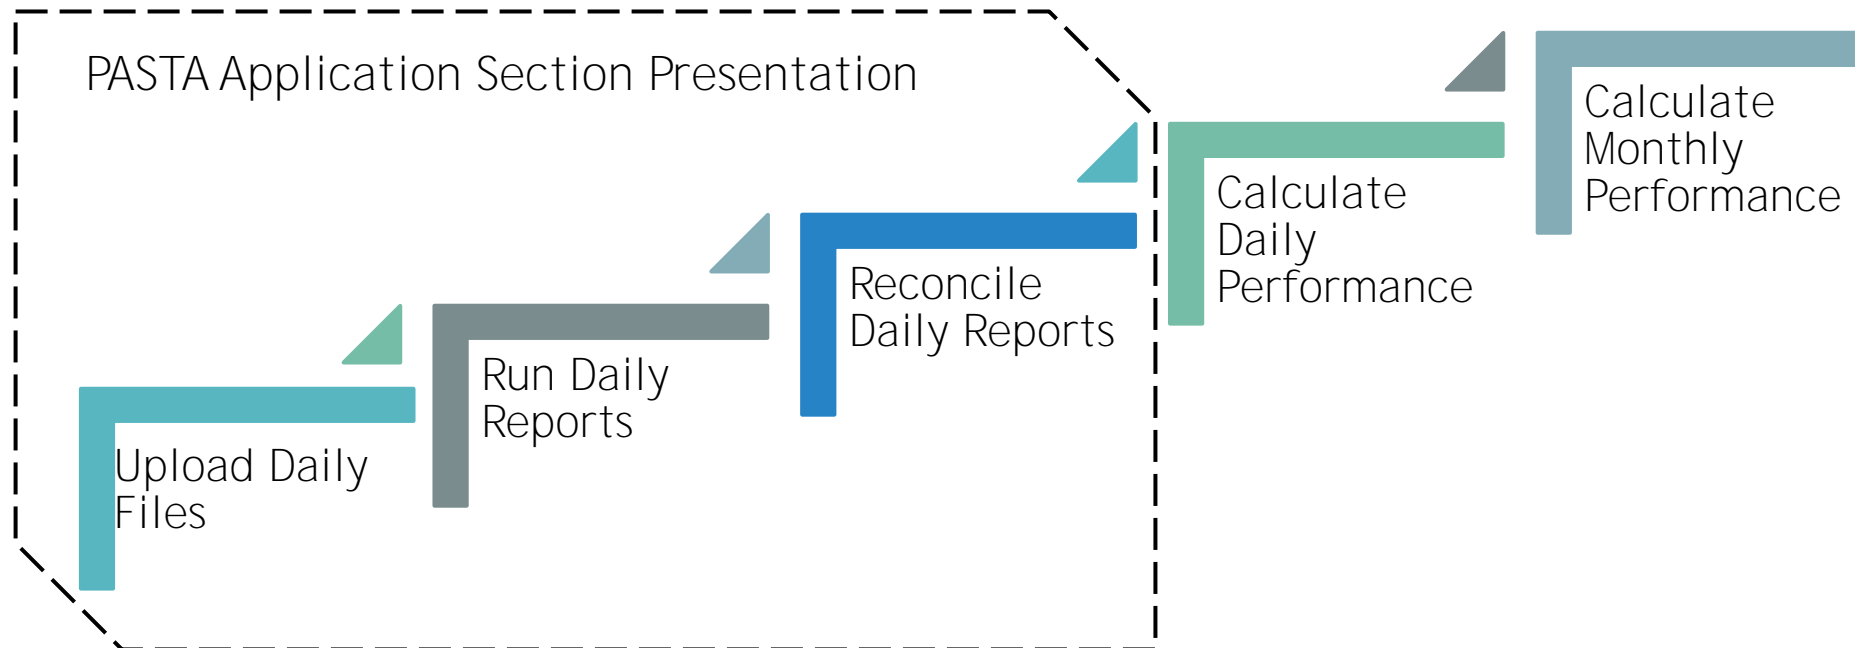 PASTA Application Section Presentation
Upload Daily
Files
Run Daily
Reports
Reconcile
Daily Reports
Calculate
Daily
Performance
Calculate
Monthly
Performance